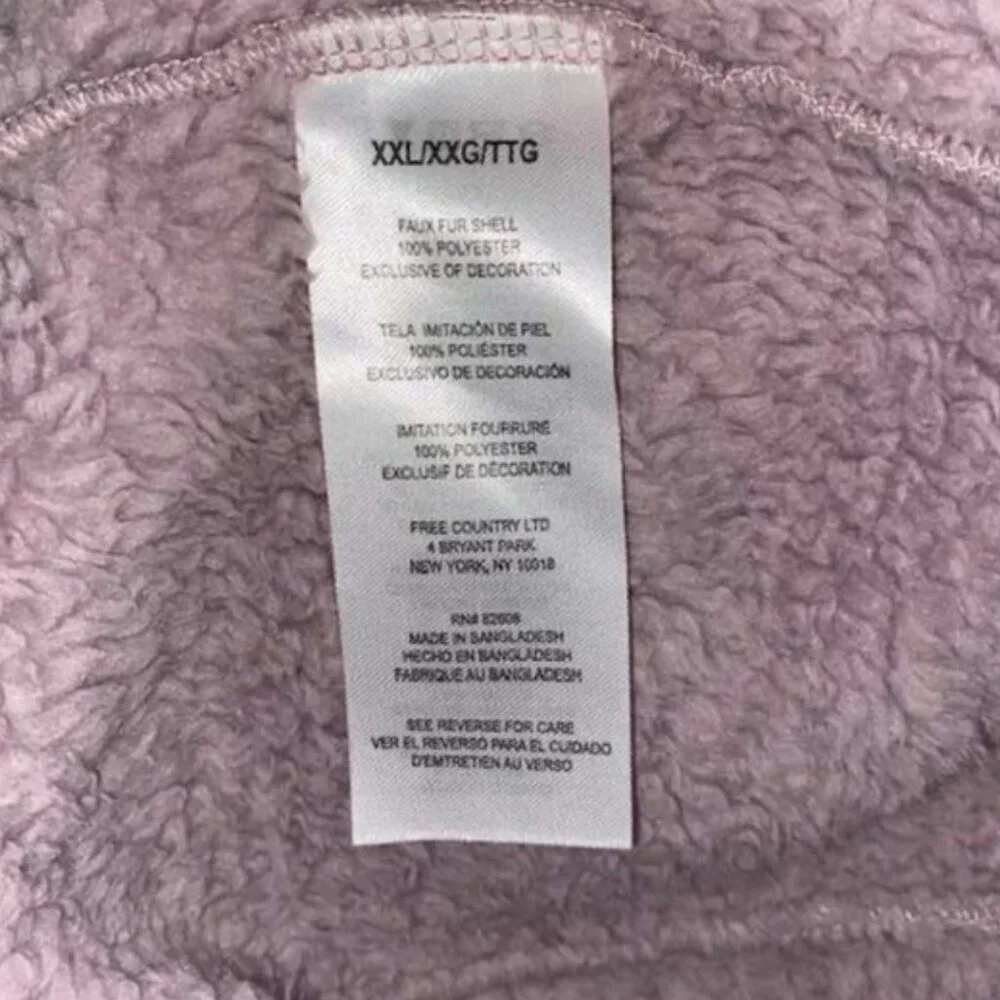 XXL/XXG/TTG
FAUX FUR SHELL
100% POLYESTER
EXCLUSIVE OF DECORATION
TELA IMITACIÓN DE PIEL
100% POLIÉSTER
EXCLUSIVO DE DECORACIÓN
IMITATION FOURRURE
100% POLYESTER
EXCLUSIF DE DÉCORATION
FREE COUNTRY LTD
4 BRYANT PARK
NEW YORK, NY 10018
RN# 82608
MADE IN BANGLADESH
HECHO EN BANGLADESH
FABRIQUE AU BANGLADESH
SEE REVERSE FOR CARE
VER EL REVERSO PARA EL CUIDADO
D'EMTRETIEN AU VERSO